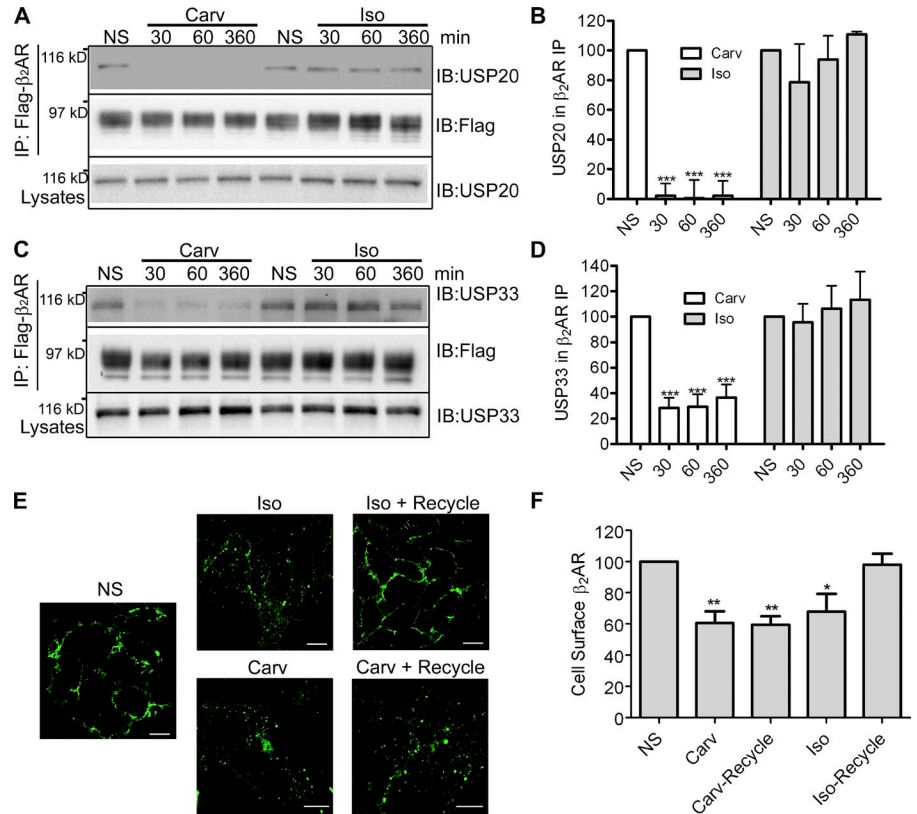 A
Carv
Iso
NS 30 60 360 NS 30 60 360 min
IP: Flag-β₂AR
116 kD
IB:USP20
97 kD
IB:Flag
116 kD
Lysates
IB:USP20
B
USP20 in β₂AR IP
120
100
80
60
40
20
0
Carv
Iso
*** *** ***
NS 30 60 360 NS 30 60 360
C
Carv
Iso
NS 30 60 360 NS 30 60 360 min
IP: Flag-β₂AR
116 kD
IB:USP33
97 kD
IB:Flag
116 kD
Lysates
IB:USP33
D
USP33 in β₂AR IP
140
120
100
80
60
40
20
0
Carv
Iso
*** *** ***
NS 30 60 360 NS 30 60 360
E
NS
Iso
Iso + Recycle
Carv
Carv + Recycle
F
Cell Surface β₂AR
120
100
80
60
40
20
0
** ** *
NS Carv Carv-Recycle Iso Iso-Recycle